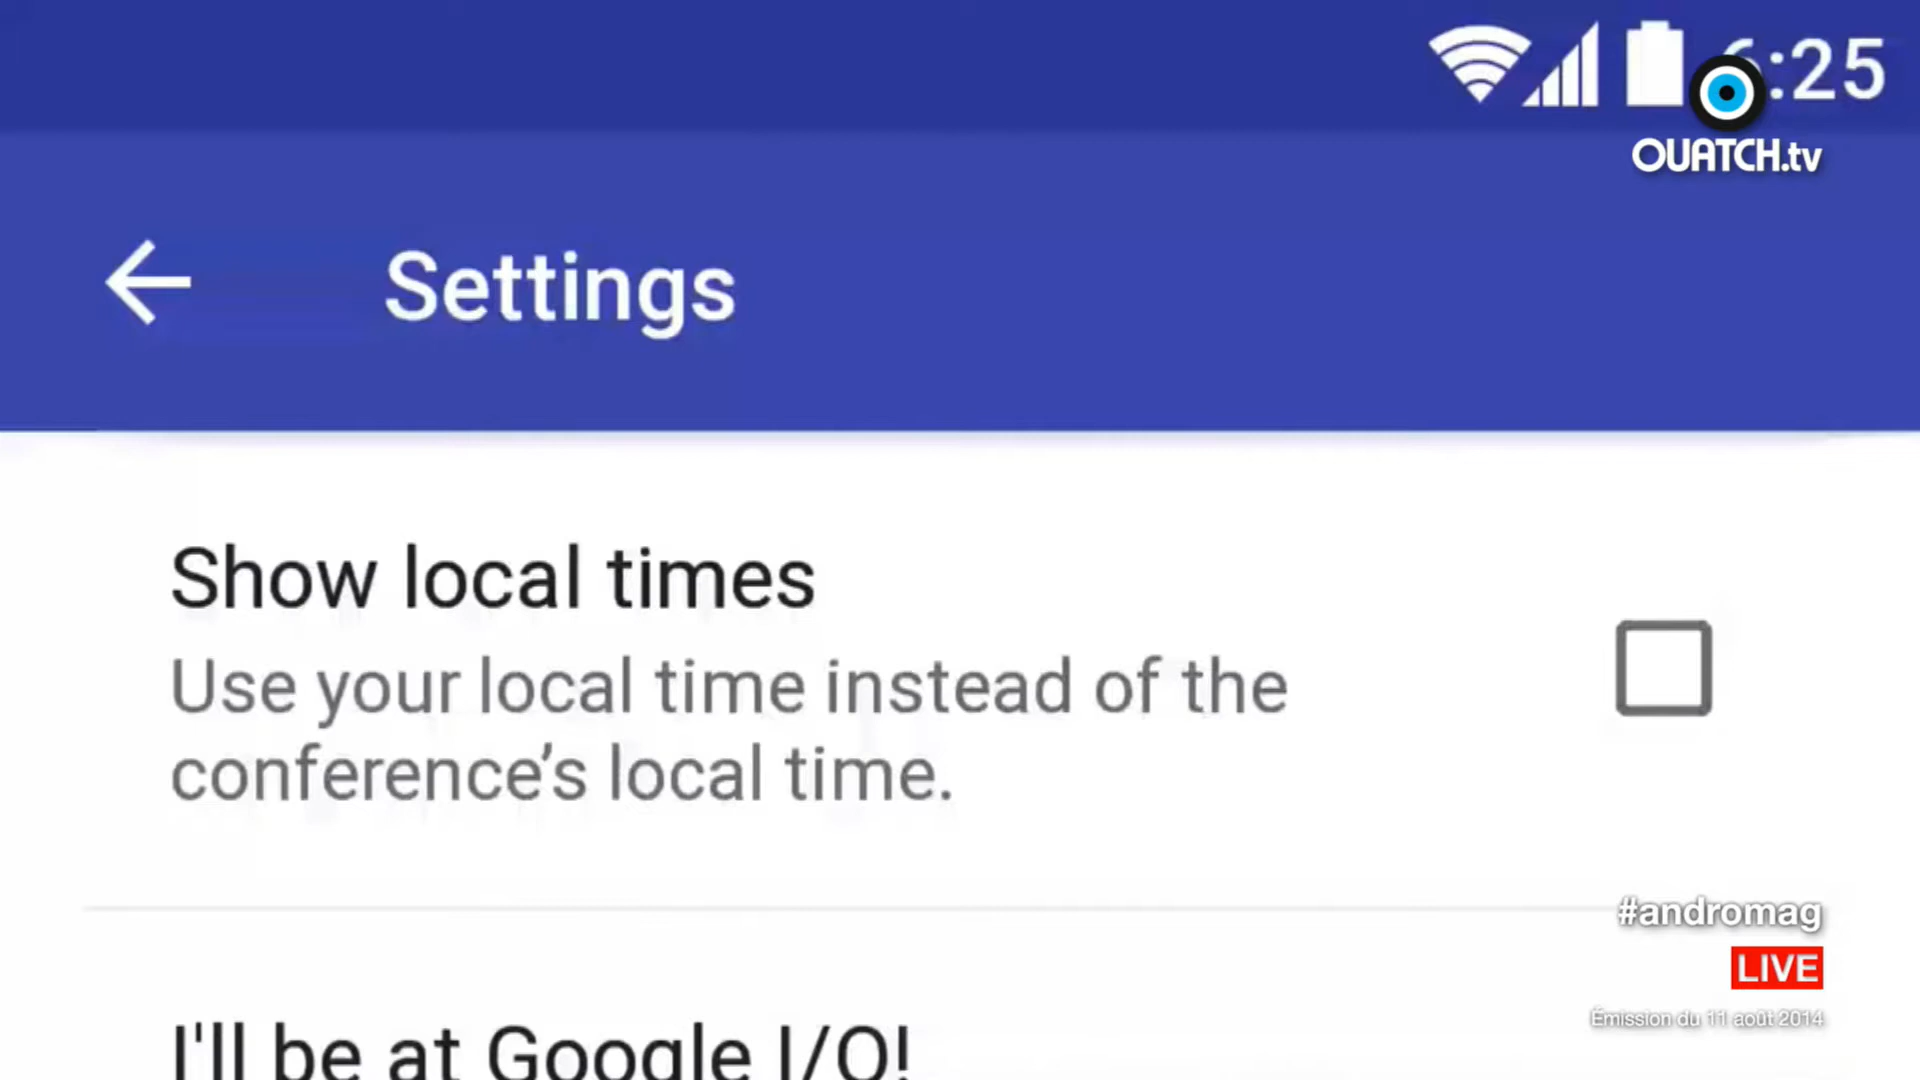 6:25
OUATCH.tv
Settings
Show local times
Use your local time instead of the
conference’s local time.
#andromag
LIVE
Émission du 11 août 2014
I'll be at Google I/O!